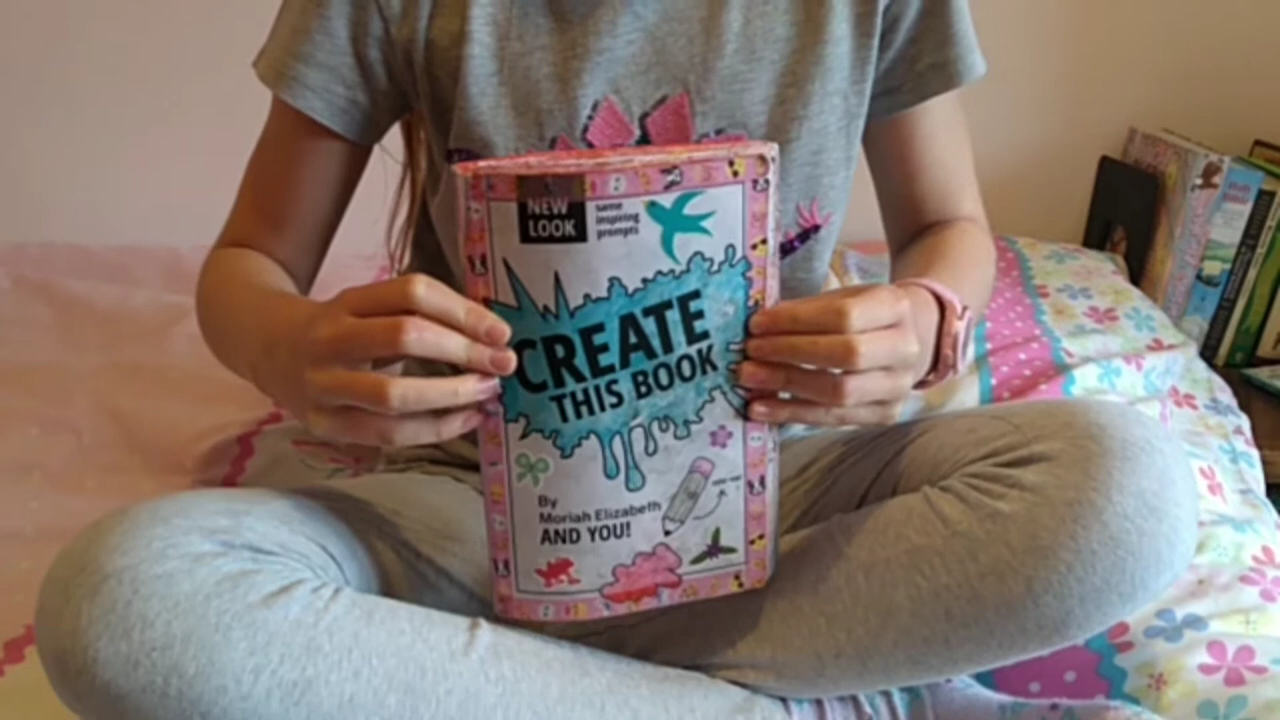 NEW
LOOK
same
inspiring
prompts
CREATE
THIS BOOK
By
Moriah Elizabeth
AND YOU!